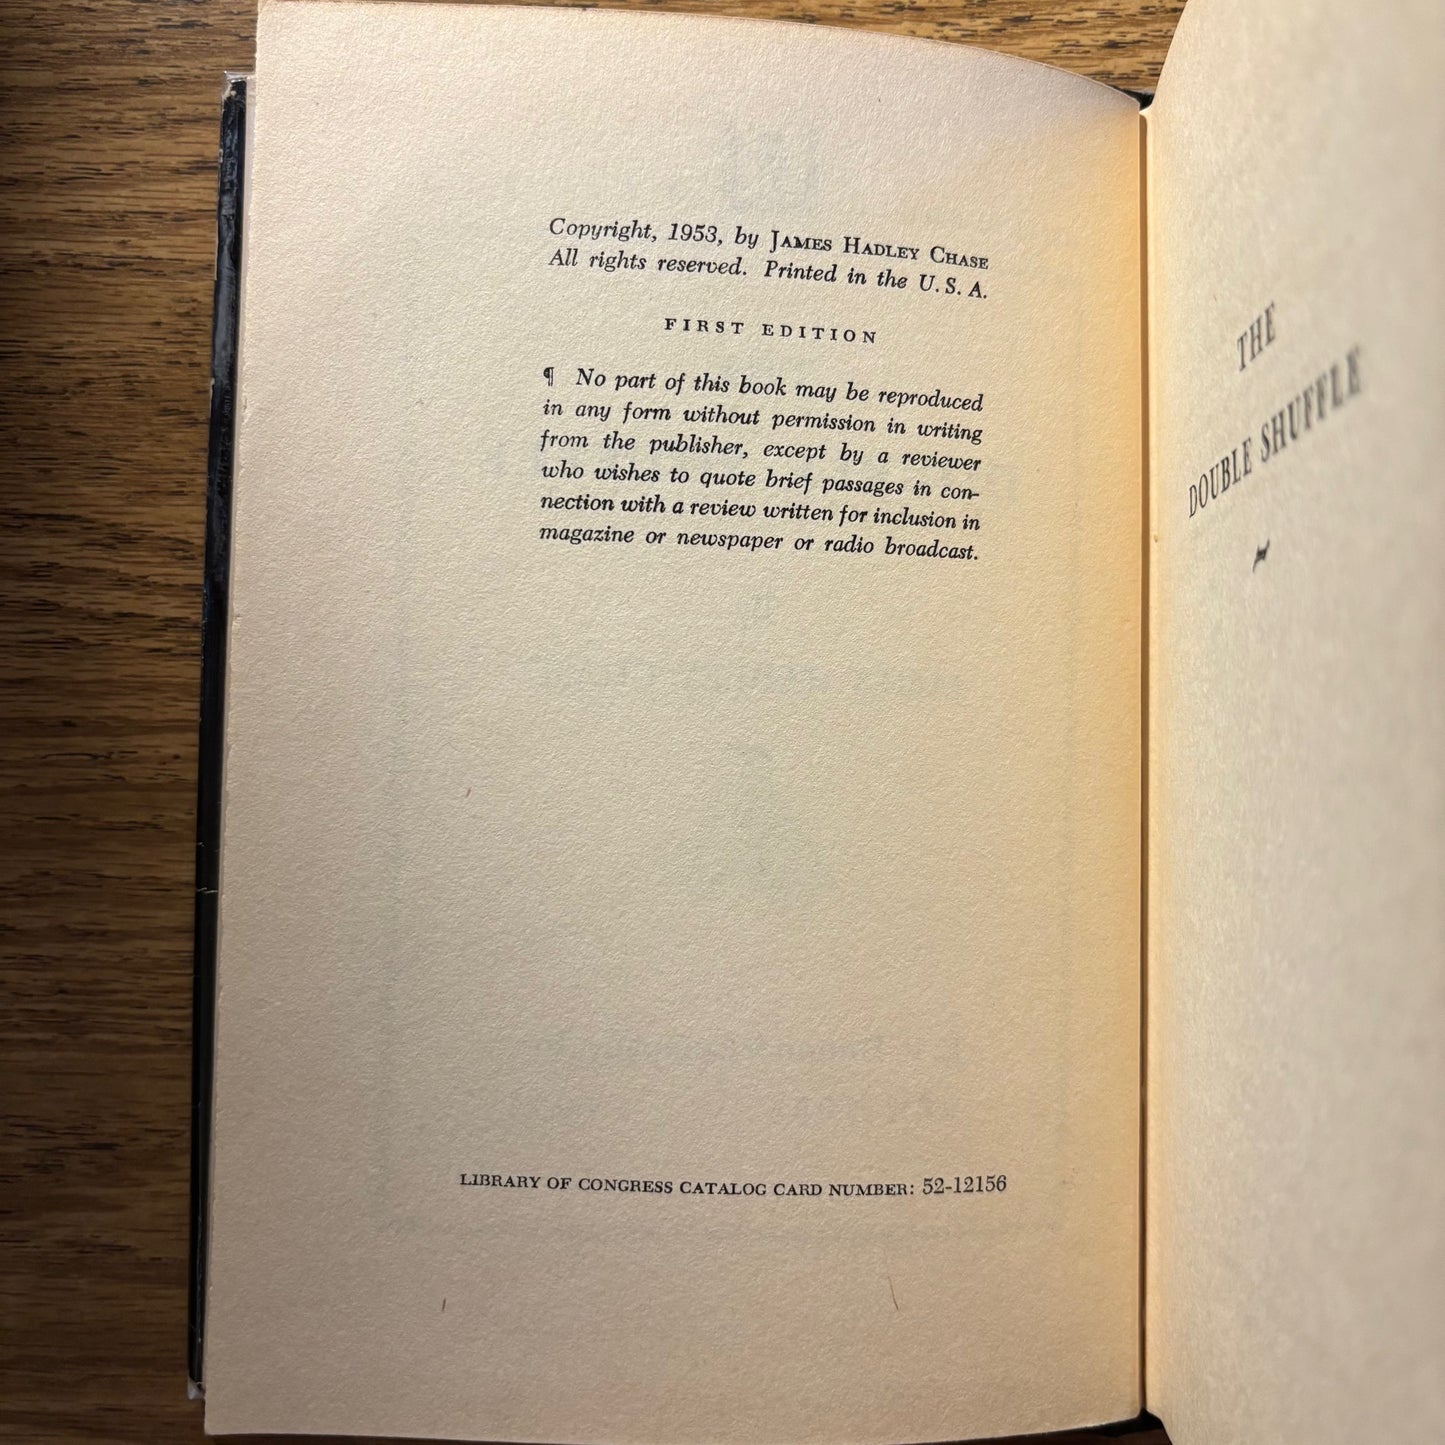 Copyright, 1953, by JAMES HADLEY CHASE
All rights reserved. Printed in the U. S. A.
FIRST EDITION
¶ No part of this book may be reproduced
in any form without permission in writing
from the publisher, except by a reviewer
who wishes to quote brief passages in con-
nection with a review written for inclusion in
magazine or newspaper or radio broadcast.
LIBRARY OF CONGRESS CATALOG CARD NUMBER: 52-12156
THE
DOUBLE SHUFFLE